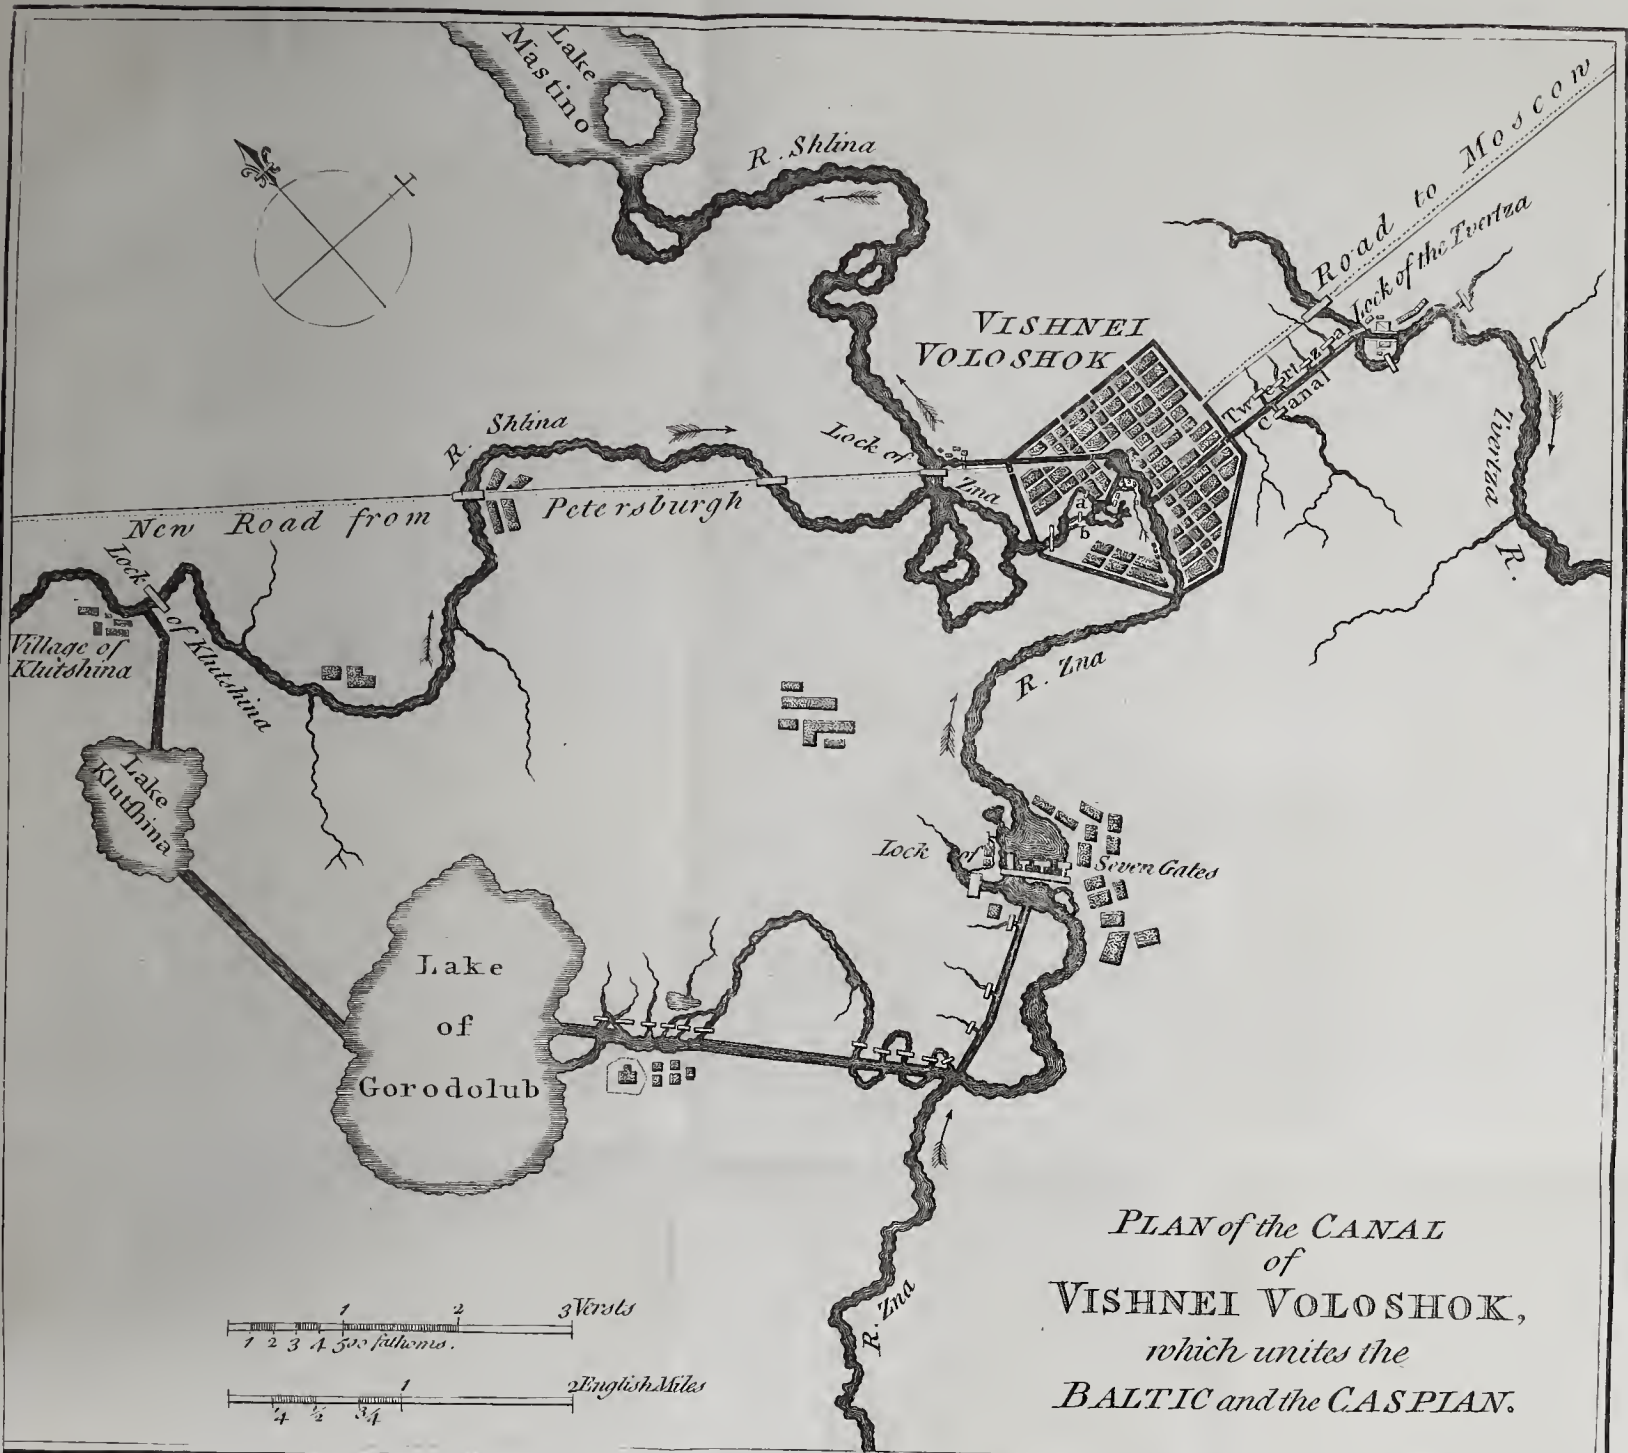 Lake
Mastino
R. Shlina
Road to Moscow
Lock of the Tvertza
VISHNEI
VOLOSHOK
Twertza
Canal
R. Shlina
Lock of
Zna
a
b
Tvertza R.
New Road from Petersburgh
Lock of Klutshina
Village of
Klutshina
R. Zna
Lake
Klutshina
Lock of Seven Gates
Lake
of
Gorodolub
R. Zna
PLAN of the CANAL
of
VISHNEI VOLOSHOK,
which unites the
BALTIC and the CASPIAN.
1 2 3 Versts
1 2 3 4 500 fathoms.
1 2 English Miles
1/4 1/2 3/4